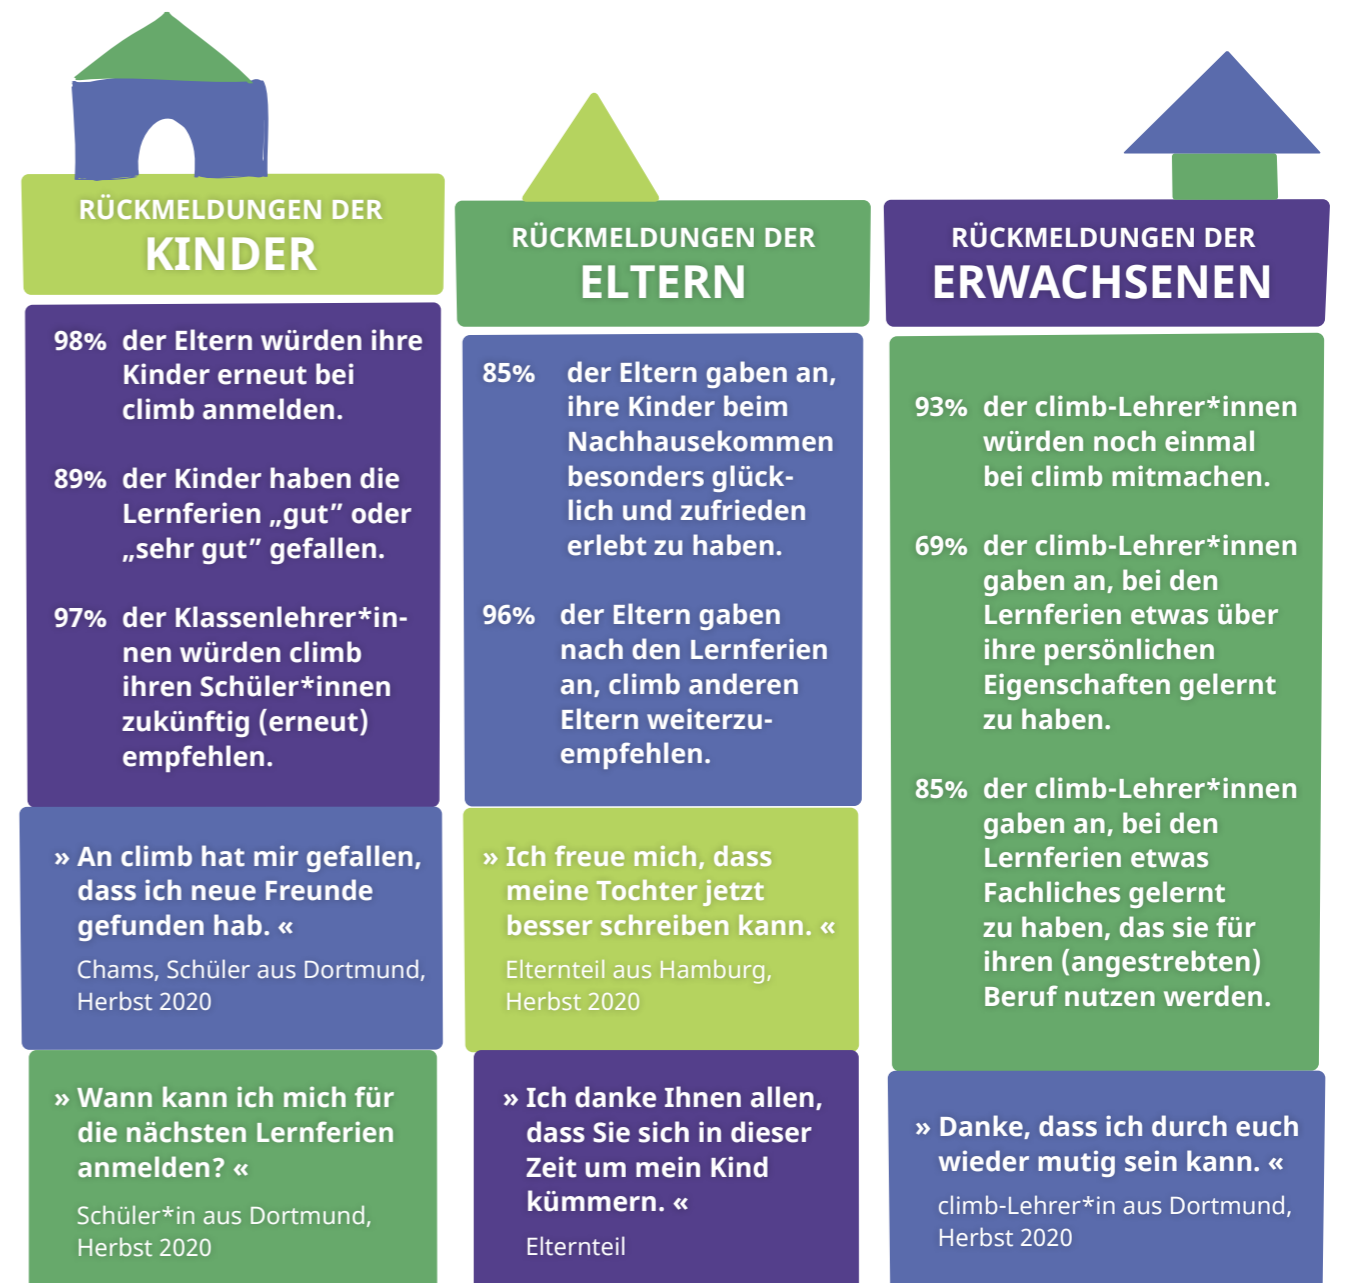 RÜCKMELDUNGEN DER
KINDER
98% der Eltern würden ihre
Kinder erneut bei
climb anmelden.
89% der Kinder haben die
Lernferien „gut” oder
„sehr gut” gefallen.
97% der Klassenlehrer*in-
nen würden climb
ihren Schüler*innen
zukünftig (erneut)
empfehlen.
» An climb hat mir gefallen,
dass ich neue Freunde
gefunden hab. «
Chams, Schüler aus Dortmund,
Herbst 2020
» Wann kann ich mich für
die nächsten Lernferien
anmelden? «
Schüler*in aus Dortmund,
Herbst 2020
RÜCKMELDUNGEN DER
ELTERN
85% der Eltern gaben an,
ihre Kinder beim
Nachhausekommen
besonders glück-
lich und zufrieden
erlebt zu haben.
96% der Eltern gaben
nach den Lernferien
an, climb anderen
Eltern weiterzu-
empfehlen.
» Ich freue mich, dass
meine Tochter jetzt
besser schreiben kann. «
Elternteil aus Hamburg,
Herbst 2020
» Ich danke Ihnen allen,
dass Sie sich in dieser
Zeit um mein Kind
kümmern. «
Elternteil
RÜCKMELDUNGEN DER
ERWACHSENEN
93% der climb-Lehrer*innen
würden noch einmal
bei climb mitmachen.
69% der climb-Lehrer*innen
gaben an, bei den
Lernferien etwas über
ihre persönlichen
Eigenschaften gelernt
zu haben.
85% der climb-Lehrer*innen
gaben an, bei den
Lernferien etwas
Fachliches gelernt
zu haben, das sie für
ihren (angestrebten)
Beruf nutzen werden.
» Danke, dass ich durch euch
wieder mutig sein kann. «
climb-Lehrer*in aus Dortmund,
Herbst 2020